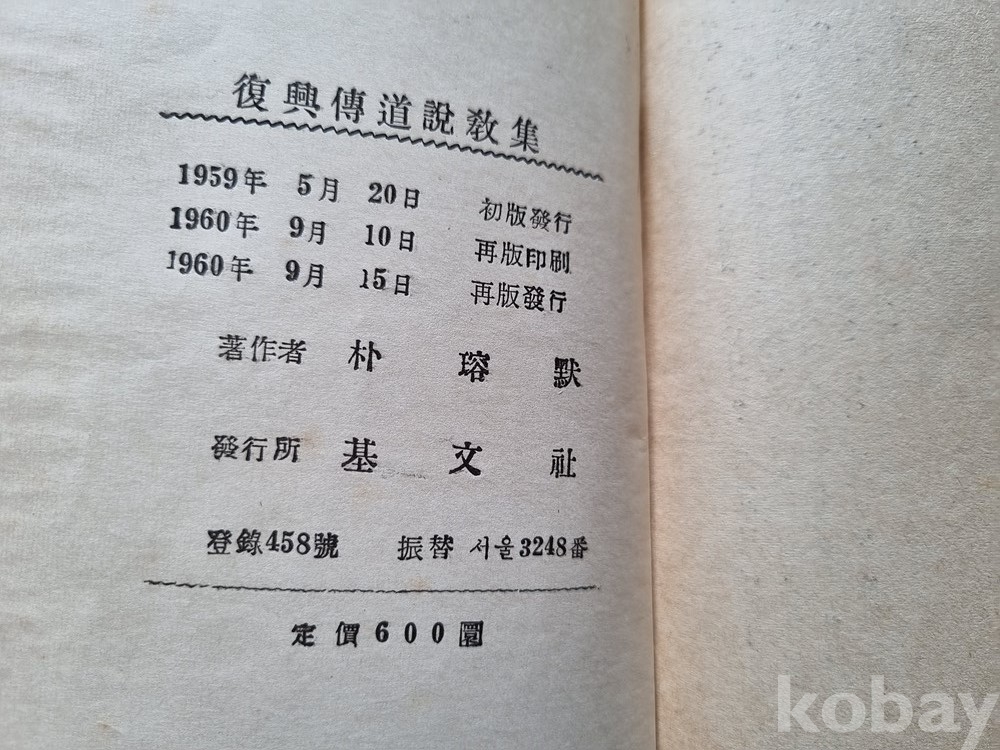 復興傳道說敎集
1959年 5月 20日 初版發行
1960年 9月 10日 再版印刷
1960年 9月 15日 再版發行
著作者 朴瑢默
發行所 基文社
登錄458號 振替 서울3248番
定價600圜
kobay